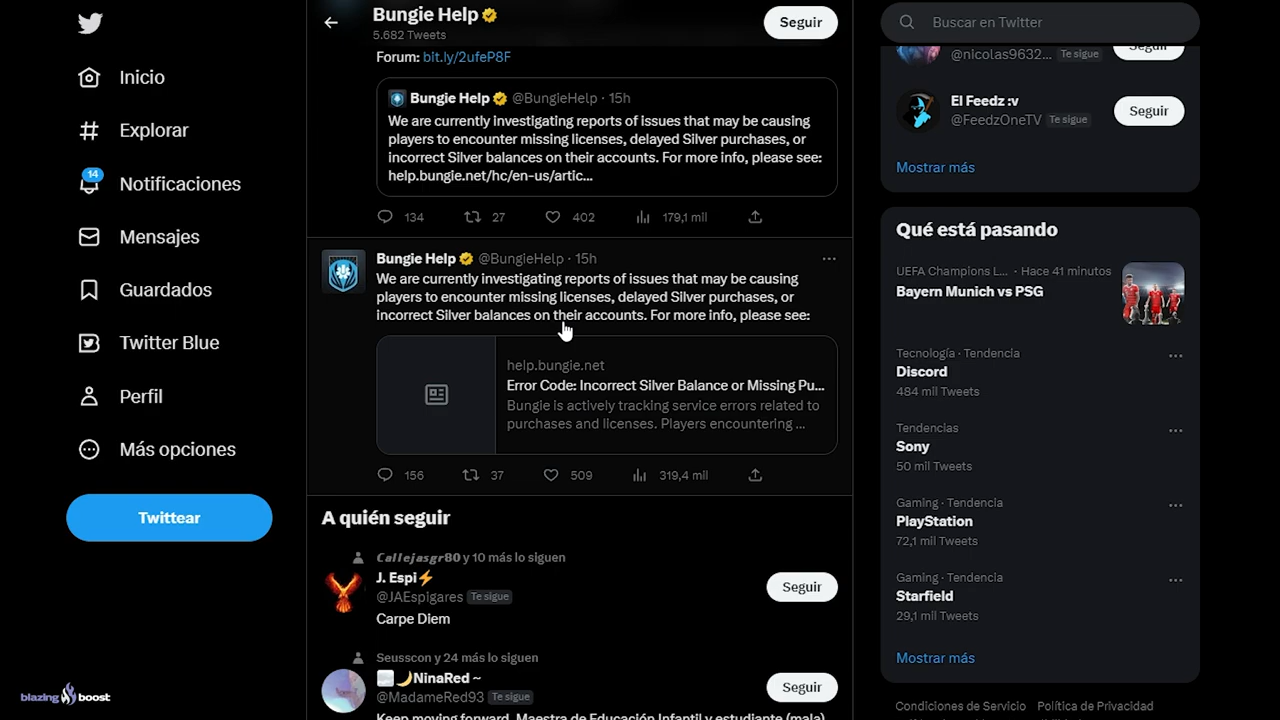 Inicio
Explorar
14
Notificaciones
Mensajes
Guardados
Twitter Blue
Perfil
Más opciones
Twittear
blazing boost
Bungie Help
5.682 Tweets
Seguir
Forum: bit.ly/2ufeP8F
Bungie Help @BungieHelp · 15h
We are currently investigating reports of issues that may be causing
players to encounter missing licenses, delayed Silver purchases, or
incorrect Silver balances on their accounts. For more info, please see:
help.bungie.net/hc/en-us/artic...
134 27 402 179,1 mil
Bungie Help @BungieHelp · 15h
We are currently investigating reports of issues that may be causing
players to encounter missing licenses, delayed Silver purchases, or
incorrect Silver balances on their accounts. For more info, please see:
help.bungie.net
Error Code: Incorrect Silver Balance or Missing Pu...
Bungie is actively tracking service errors related to
purchases and licenses. Players encountering ...
156 37 509 319,4 mil
A quién seguir
Callejasgr80 y 10 más lo siguen
J. Espi⚡
@JAEspigares Te sigue
Seguir
Carpe Diem
Seusscon y 24 más lo siguen
NinaRed ~
@MadameRed93 Te sigue
Seguir
Keep moving forward. Maestra de Educación Infantil y estudiante (mala)
Buscar en Twitter
@nicolas9632... Te sigue
Seguir
El Feedz :v
@FeedzOneTV Te sigue
Seguir
Mostrar más
Qué está pasando
UEFA Champions L... · Hace 41 minutos
Bayern Munich vs PSG
Tecnología · Tendencia
Discord
484 mil Tweets
Tendencias
Sony
50 mil Tweets
Gaming · Tendencia
PlayStation
72,1 mil Tweets
Gaming · Tendencia
Starfield
29,1 mil Tweets
Mostrar más
Condiciones de Servicio Política de Privacidad